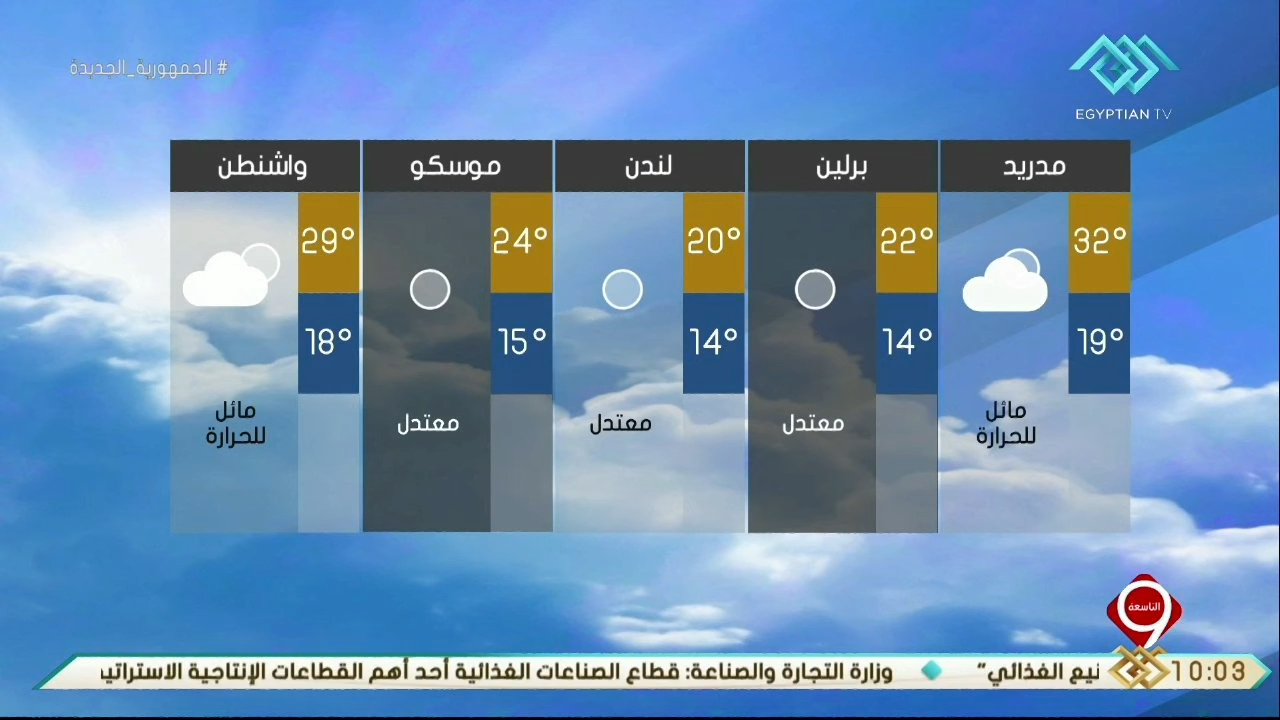 #الجمهورية_الجديدة
EGYPTIAN TV
مدريد
32°
19°
مائل
للحرارة
برلين
22°
14°
معتدل
لندن
20°
14°
معتدل
موسكو
24°
15°
معتدل
واشنطن
29°
18°
مائل
للحرارة
9
التاسعة
10:03
الغذائي" وزارة التجارة والصناعة: قطاع الصناعات الغذائية أحد أهم القطاعات الإنتاجية